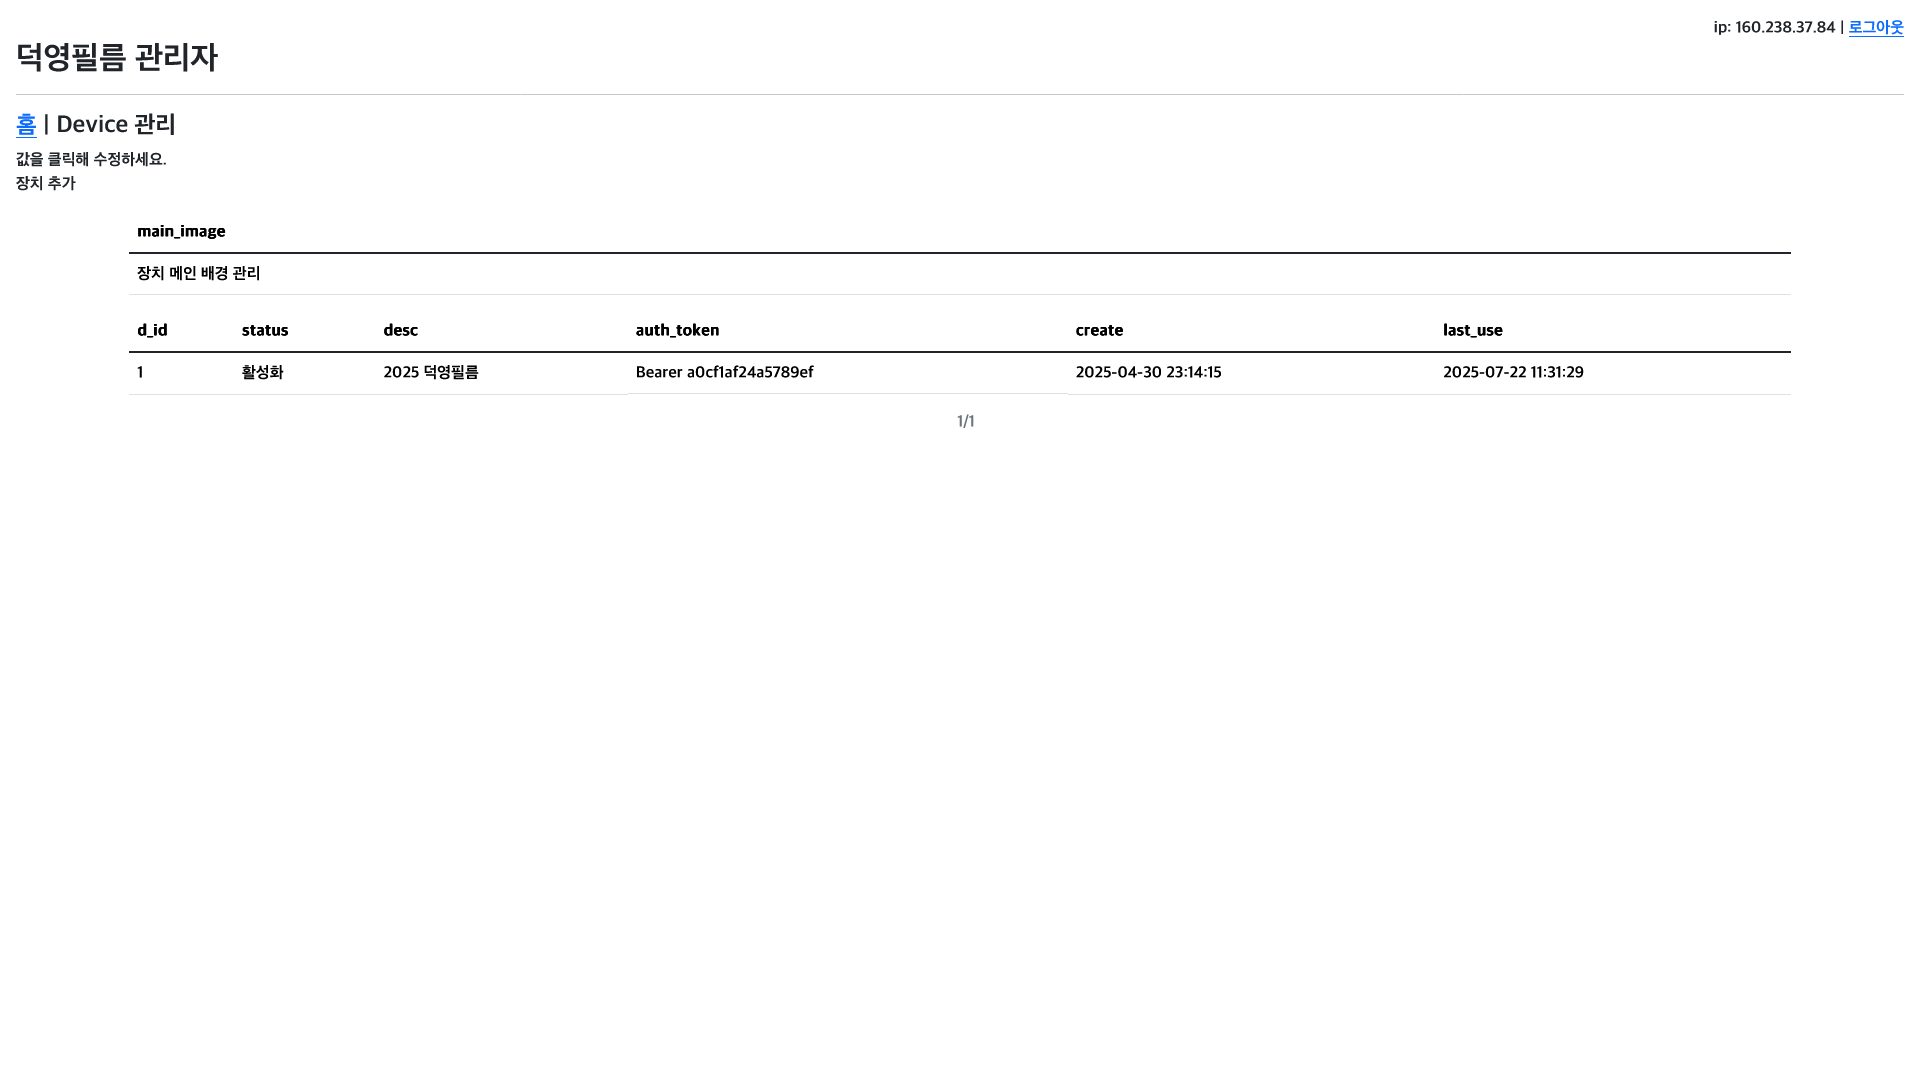 ip: 160.238.37.84 | 로그아웃
덕영필름 관리자
홈 | Device 관리
값을 클릭해 수정하세요.
장치 추가
main_image
장치 메인 배경 관리
d_id status desc auth_token create last_use
1 활성화 2025 덕영필름 Bearer a0cf1af24a5789ef 2025-04-30 23:14:15 2025-07-22 11:31:29
1/1